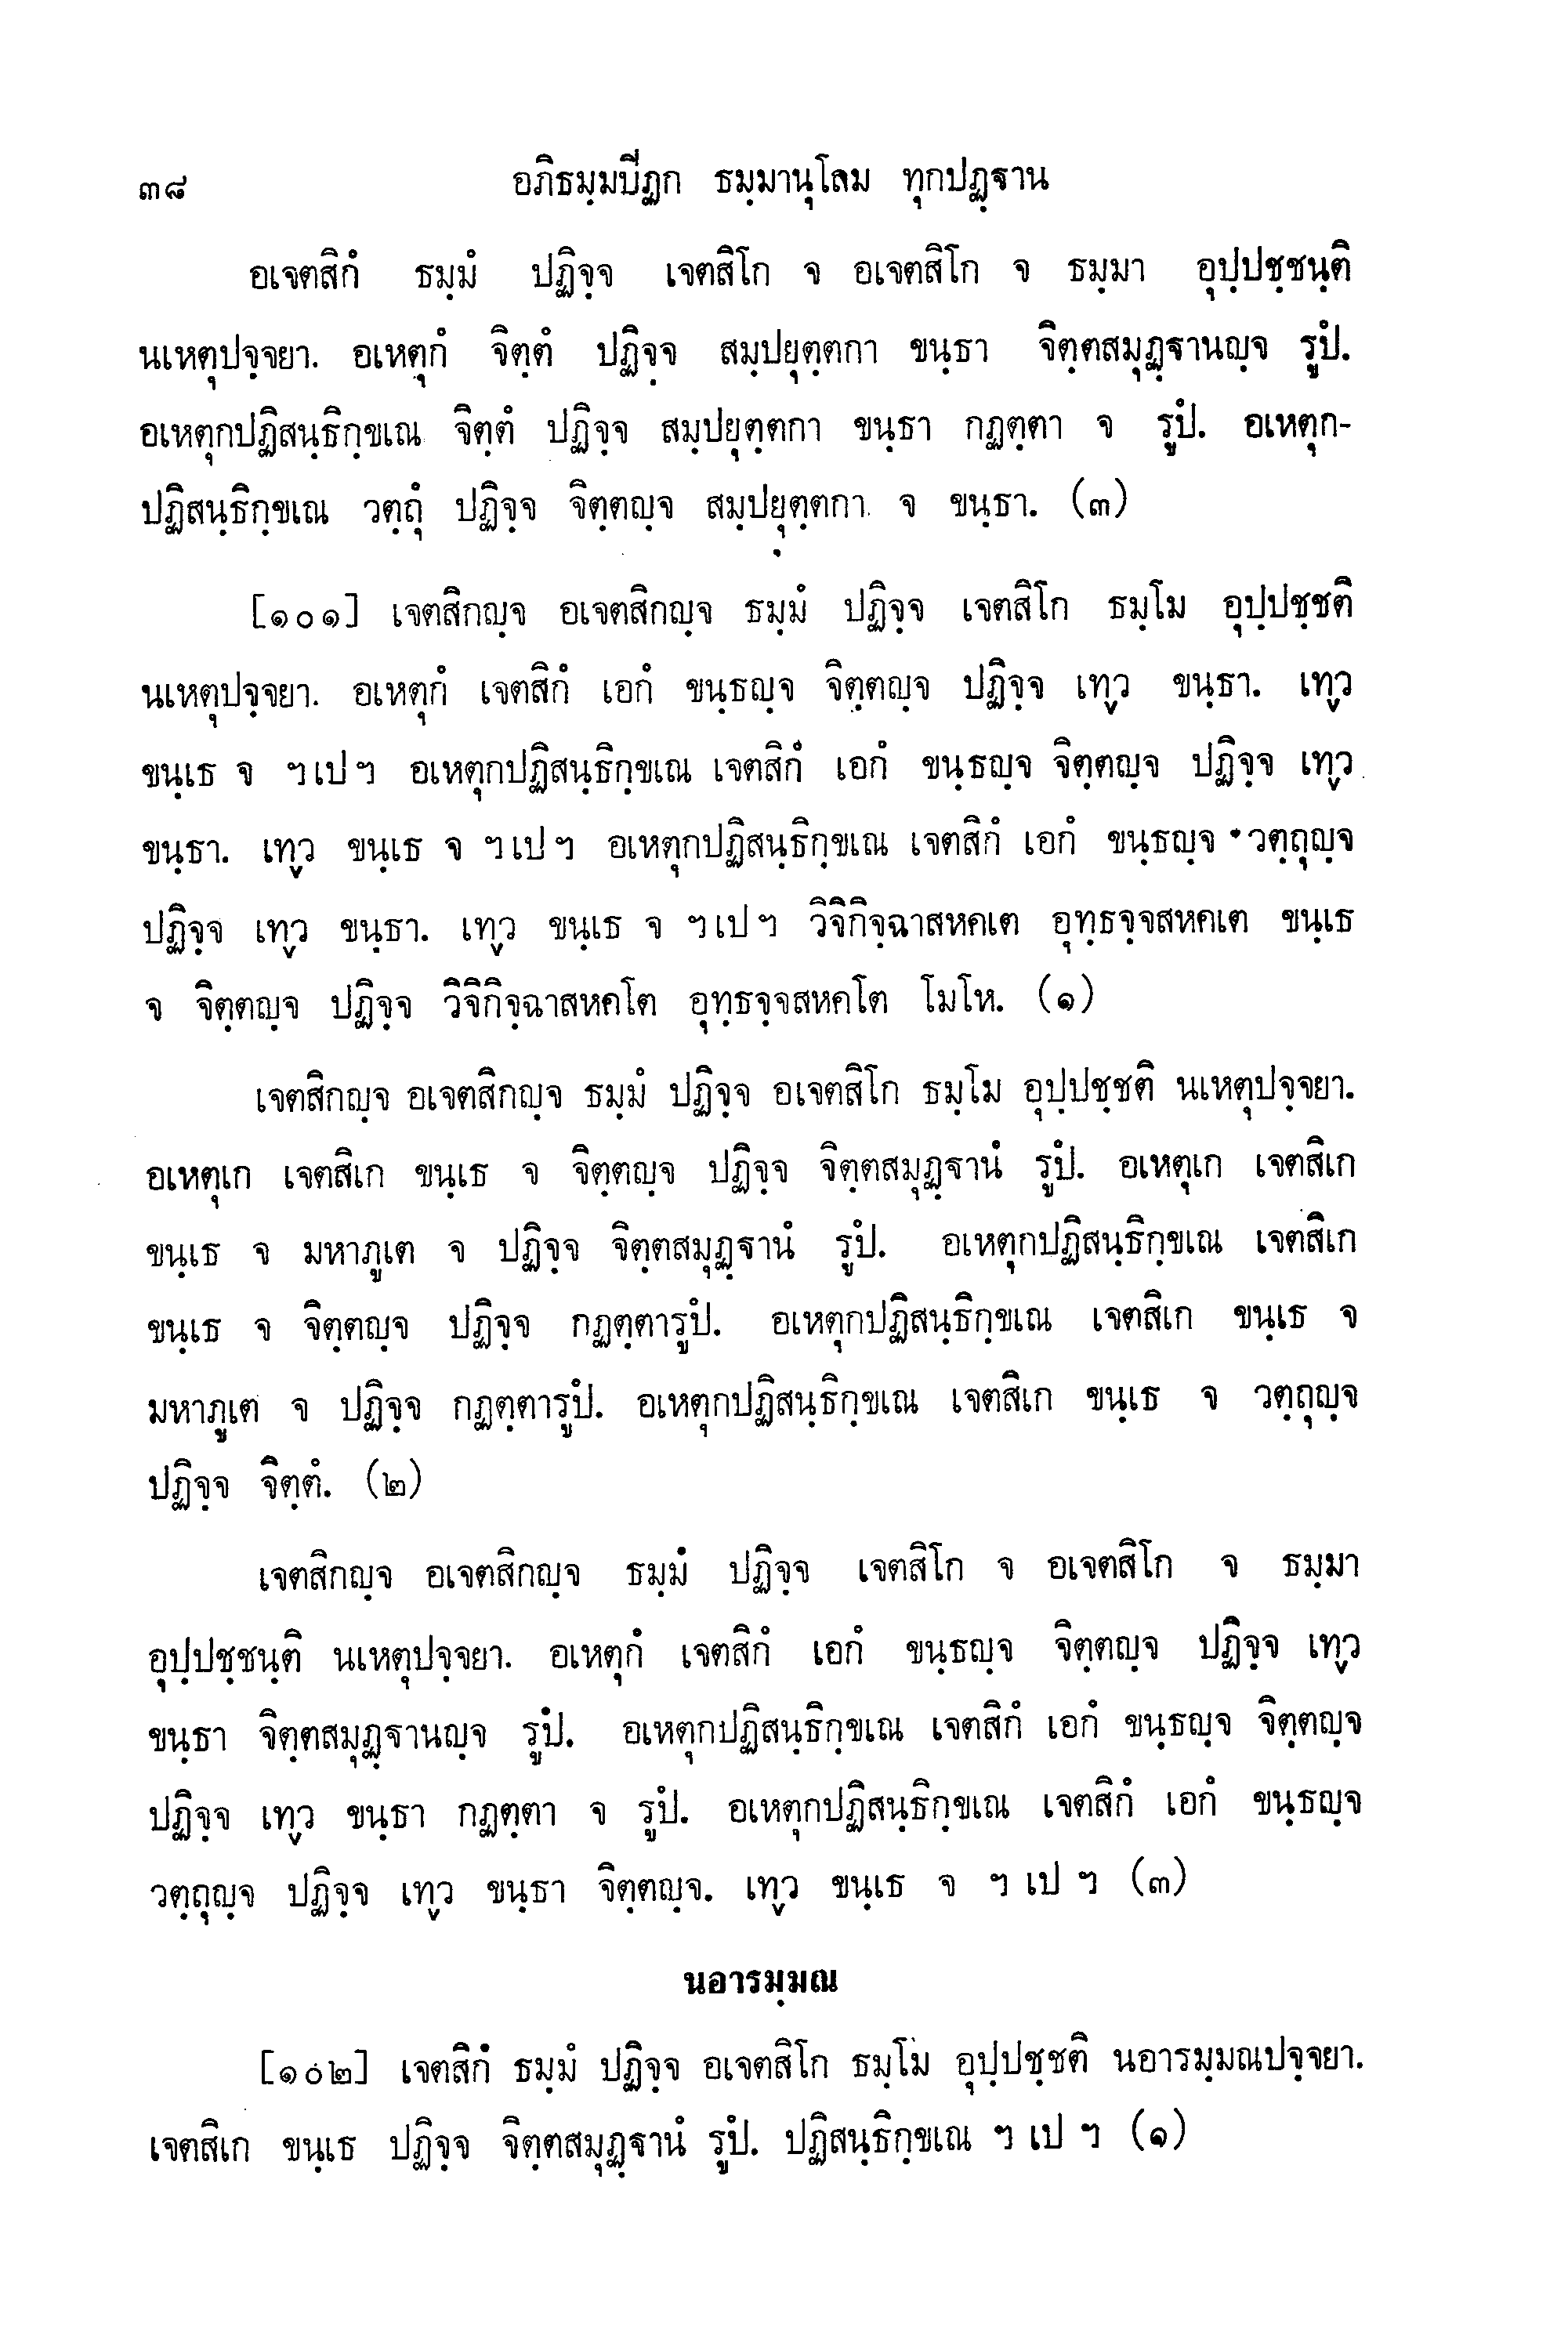 ๓๘ อภิธมฺมปิฏก ธมฺมานุโลม ทุกปฏฺฐาน
อเจตสิกํ ธมฺมํ ปฏิจฺจ เจตสิโก จ อเจตสิโก จ ธมฺมา อุปฺปชฺชนฺติ
นเหตุปจฺจยา. อเหตุกํ จิตฺตํ ปฏิจฺจ สมฺปยุตฺตกา ขนฺธา จิตฺตสมุฏฺฐานญฺจ รูปํ.
อเหตุกปฏิสนฺธิกฺขเณ จิตฺตํ ปฏิจฺจ สมฺปยุตฺตกา ขนฺธา กฏตฺตา จ รูปํ. อเหตุก-
ปฏิสนฺธิกฺขเณ วตฺถุํ ปฏิจฺจ จิตฺตญฺจ สมฺปยุตฺตกา จ ขนฺธา. (๓)
[๑๐๑] เจตสิกญฺจ อเจตสิกญฺจ ธมฺมํ ปฏิจฺจ เจตสิโก ธมฺโม อุปฺปชฺชติ
นเหตุปจฺจยา. อเหตุกํ เจตสิกํ เอกํ ขนฺธญฺจ จิตฺตญฺจ ปฏิจฺจ เทฺว ขนฺธา. เทฺว
ขนฺเธ จ ฯเปฯ อเหตุกปฏิสนฺธิกฺขเณ เจตสิกํ เอกํ ขนฺธญฺจ จิตฺตญฺจ ปฏิจฺจ เทฺว
ขนฺธา. เทฺว ขนฺเธ จ ฯเปฯ อเหตุกปฏิสนฺธิกฺขเณ เจตสิกํ เอกํ ขนฺธญฺจ วตฺถุญฺจ
ปฏิจฺจ เทฺว ขนฺธา. เทฺว ขนฺเธ จ ฯเปฯ วิจิกิจฺฉาสหคเต อุทฺธจฺจสหคเต ขนฺเธ
จ จิตฺตญฺจ ปฏิจฺจ วิจิกิจฺฉาสหคโต อุทฺธจฺจสหคโต โมโห. (๑)
เจตสิกญฺจ อเจตสิกญฺจ ธมฺมํ ปฏิจฺจ อเจตสิโก ธมฺโม อุปฺปชฺชติ นเหตุปจฺจยา.
อเหตุเก เจตสิเก ขนฺเธ จ จิตฺตญฺจ ปฏิจฺจ จิตฺตสมุฏฺฐานํ รูปํ. อเหตุเก เจตสิเก
ขนฺเธ จ มหาภูเต จ ปฏิจฺจ จิตฺตสมุฏฺฐานํ รูปํ. อเหตุกปฏิสนฺธิกฺขเณ เจตสิเก
ขนฺเธ จ จิตฺตญฺจ ปฏิจฺจ กฏตฺตารูปํ. อเหตุกปฏิสนฺธิกฺขเณ เจตสิเก ขนฺเธ จ
มหาภูเต จ ปฏิจฺจ กฏตฺตารูปํ. อเหตุกปฏิสนฺธิกฺขเณ เจตสิเก ขนฺเธ จ วตฺถุญฺจ
ปฏิจฺจ จิตฺตํ. (๒)
เจตสิกญฺจ อเจตสิกญฺจ ธมฺมํ ปฏิจฺจ เจตสิโก จ อเจตสิโก จ ธมฺมา
อุปฺปชฺชนฺติ นเหตุปจฺจยา. อเหตุกํ เจตสิกํ เอกํ ขนฺธญฺจ จิตฺตญฺจ ปฏิจฺจ เทฺว
ขนฺธา จิตฺตสมุฏฺฐานญฺจ รูปํ. อเหตุกปฏิสนฺธิกฺขเณ เจตสิกํ เอกํ ขนฺธญฺจ จิตฺตญฺจ
ปฏิจฺจ เทฺว ขนฺธา กฏตฺตา จ รูปํ. อเหตุกปฏิสนฺธิกฺขเณ เจตสิกํ เอกํ ขนฺธญฺจ
วตฺถุญฺจ ปฏิจฺจ เทฺว ขนฺธา จิตฺตญฺจ. เทฺว ขนฺเธ จ ฯ เป ฯ (๓)
นอารมฺมณ
[๑๐๒] เจตสิกํ ธมฺมํ ปฏิจฺจ อเจตสิโก ธมฺโม อุปฺปชฺชติ นอารมฺมณปจฺจยา.
เจตสิเก ขนฺเธ ปฏิจฺจ จิตฺตสมุฏฺฐานํ รูปํ. ปฏิสนฺธิกฺขเณ ฯ เป ฯ (๑)